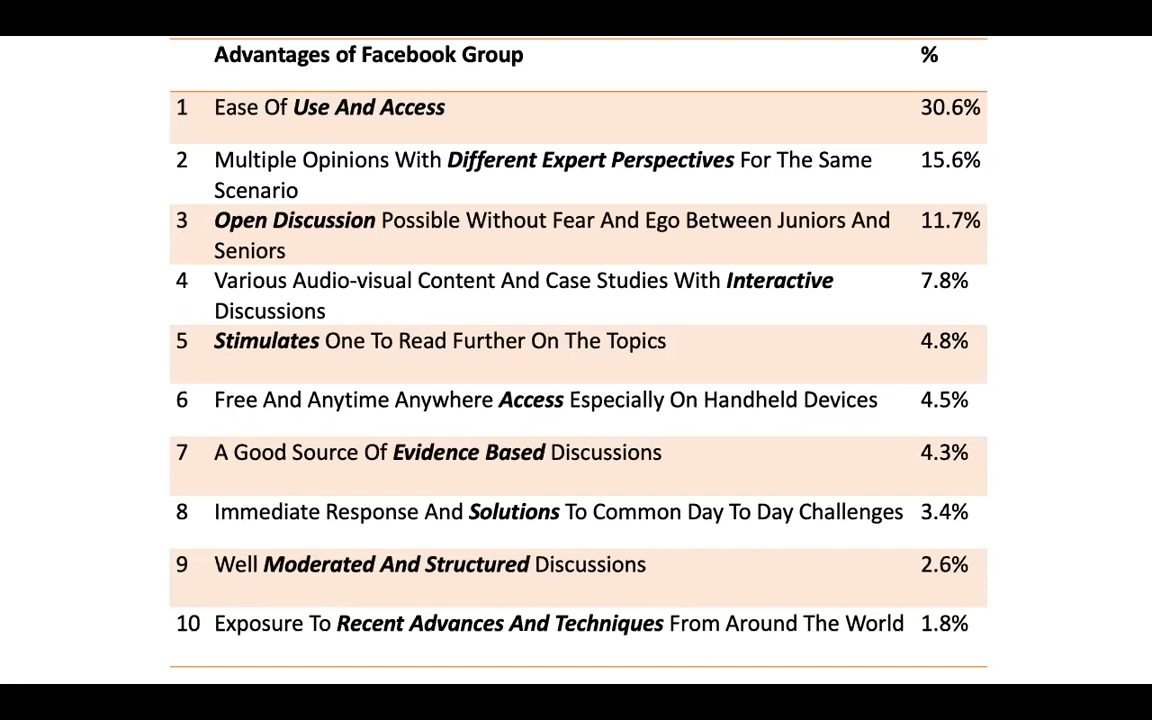 Advantages of Facebook Group %
1 Ease Of Use And Access 30.6%
2 Multiple Opinions With Different Expert Perspectives For The Same 15.6%
Scenario
3 Open Discussion Possible Without Fear And Ego Between Juniors And 11.7%
Seniors
4 Various Audio-visual Content And Case Studies With Interactive 7.8%
Discussions
5 Stimulates One To Read Further On The Topics 4.8%
6 Free And Anytime Anywhere Access Especially On Handheld Devices 4.5%
7 A Good Source Of Evidence Based Discussions 4.3%
8 Immediate Response And Solutions To Common Day To Day Challenges 3.4%
9 Well Moderated And Structured Discussions 2.6%
10 Exposure To Recent Advances And Techniques From Around The World 1.8%